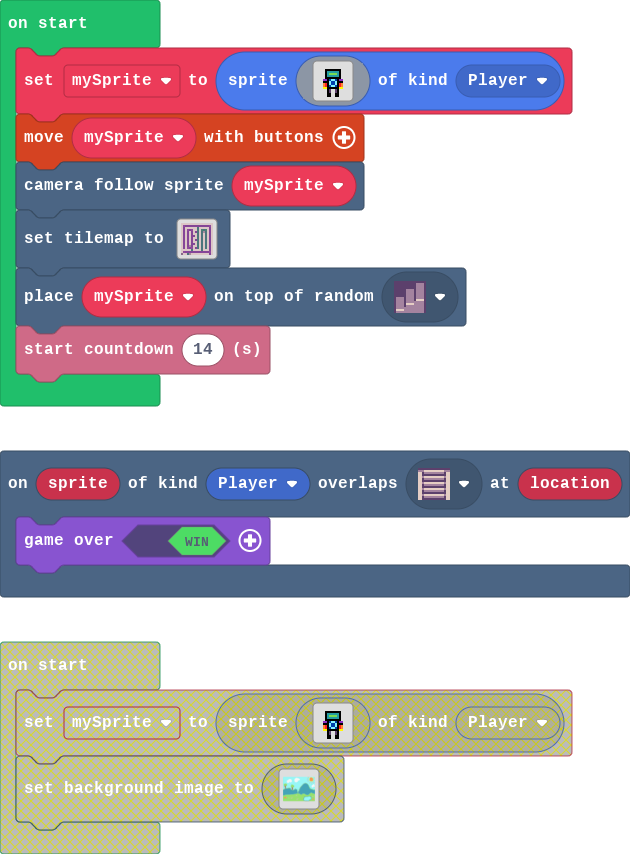 on start
set mySprite to sprite of kind Player
move mySprite with buttons
camera follow sprite mySprite
set tilemap to
place mySprite on top of random
start countdown 14 (s)
on sprite of kind Player overlaps at location
game over WIN
on start
set mySprite to sprite of kind Player
set background image to